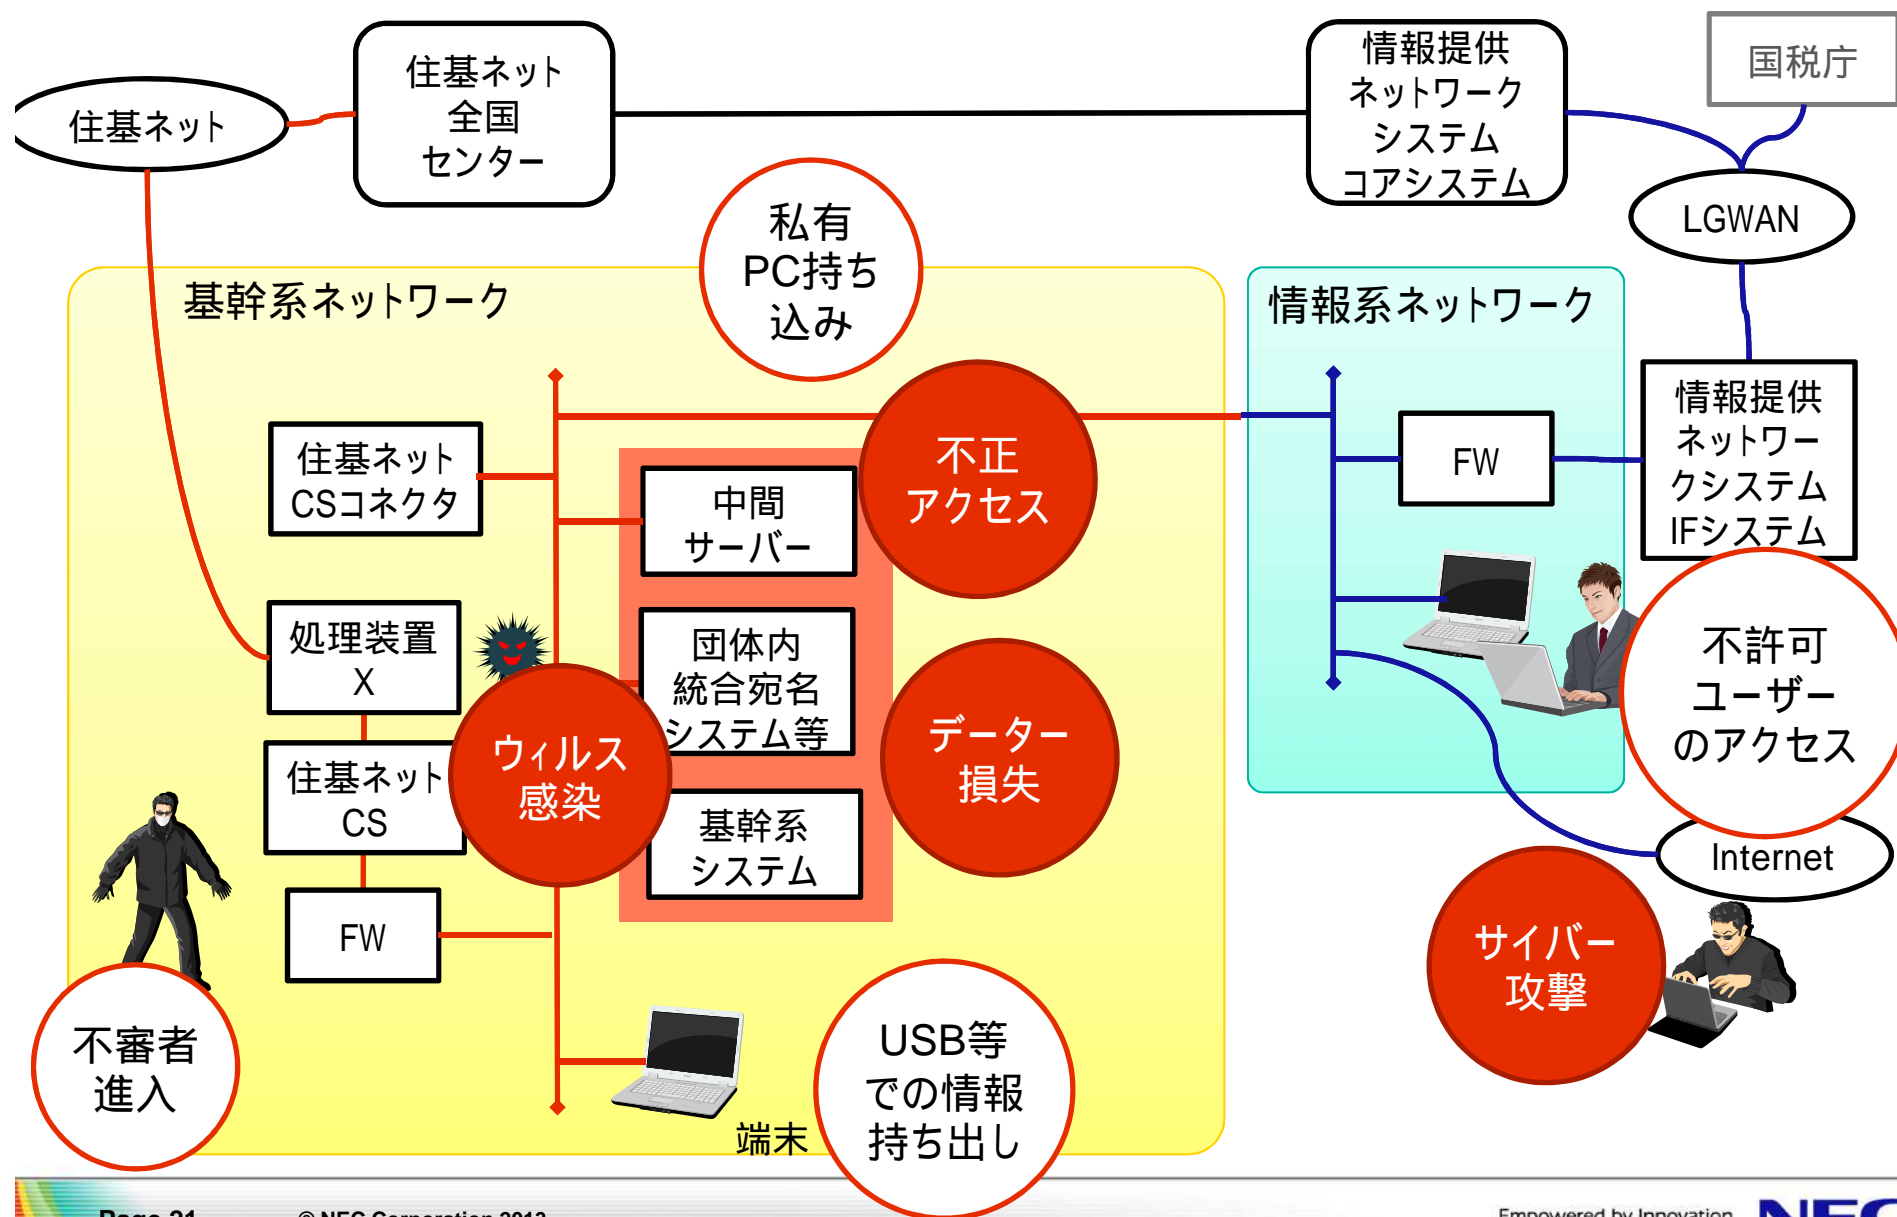 住基ネット
住基ネット
全国
センター
情報提供
ネットワーク
システム
コアシステム
国税庁
LGWAN
私有
PC持ち
込み
基幹系ネットワーク
情報系ネットワーク
住基ネット
CSコネクタ
中間
サーバー
不正
アクセス
FW
情報提供
ネットワー
クシステム
IFシステム
処理装置
X
団体内
統合宛名
システム等
不許可
ユーザー
のアクセス
ウィルス
感染
データー
損失
住基ネット
CS
基幹系
システム
Internet
FW
サイバー
攻撃
不審者
進入
USB等
での情報
持ち出し
端末
Page 21
© NEC Corporation 2013
Empowered by Innovation
NEC